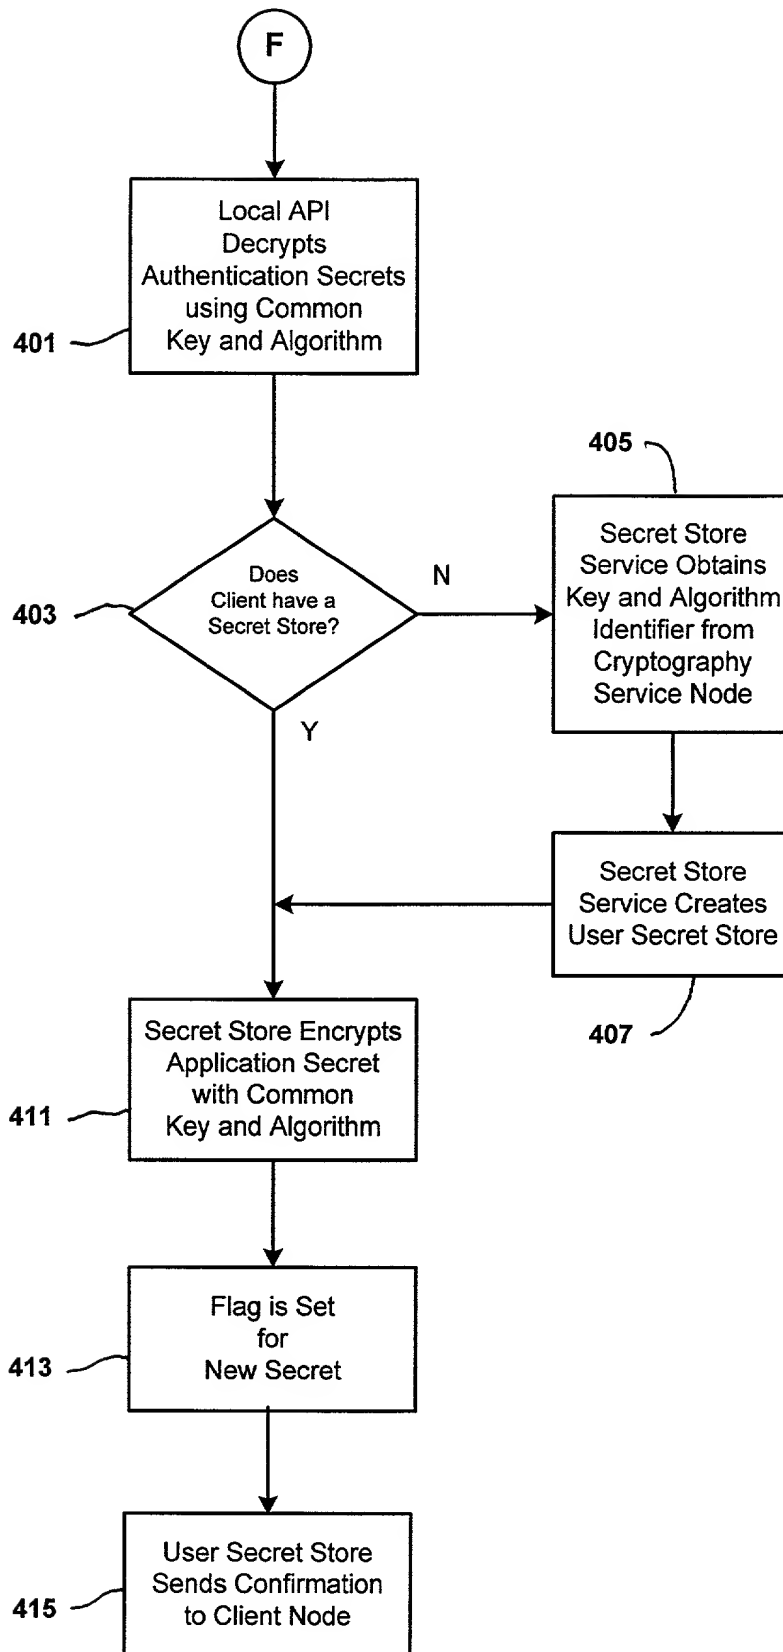 F
Local API
Decrypts
Authentication Secrets
using Common
Key and Algorithm
401
405
Does
Client have a
Secret Store?
403
N
Y
Secret Store
Service Obtains
Key and Algorithm
Identifier from
Cryptography
Service Node
Secret Store
Service Creates
User Secret Store
407
Secret Store Encrypts
Application Secret
with Common
Key and Algorithm
411
Flag is Set
for
New Secret
413
User Secret Store
Sends Confirmation
to Client Node
415